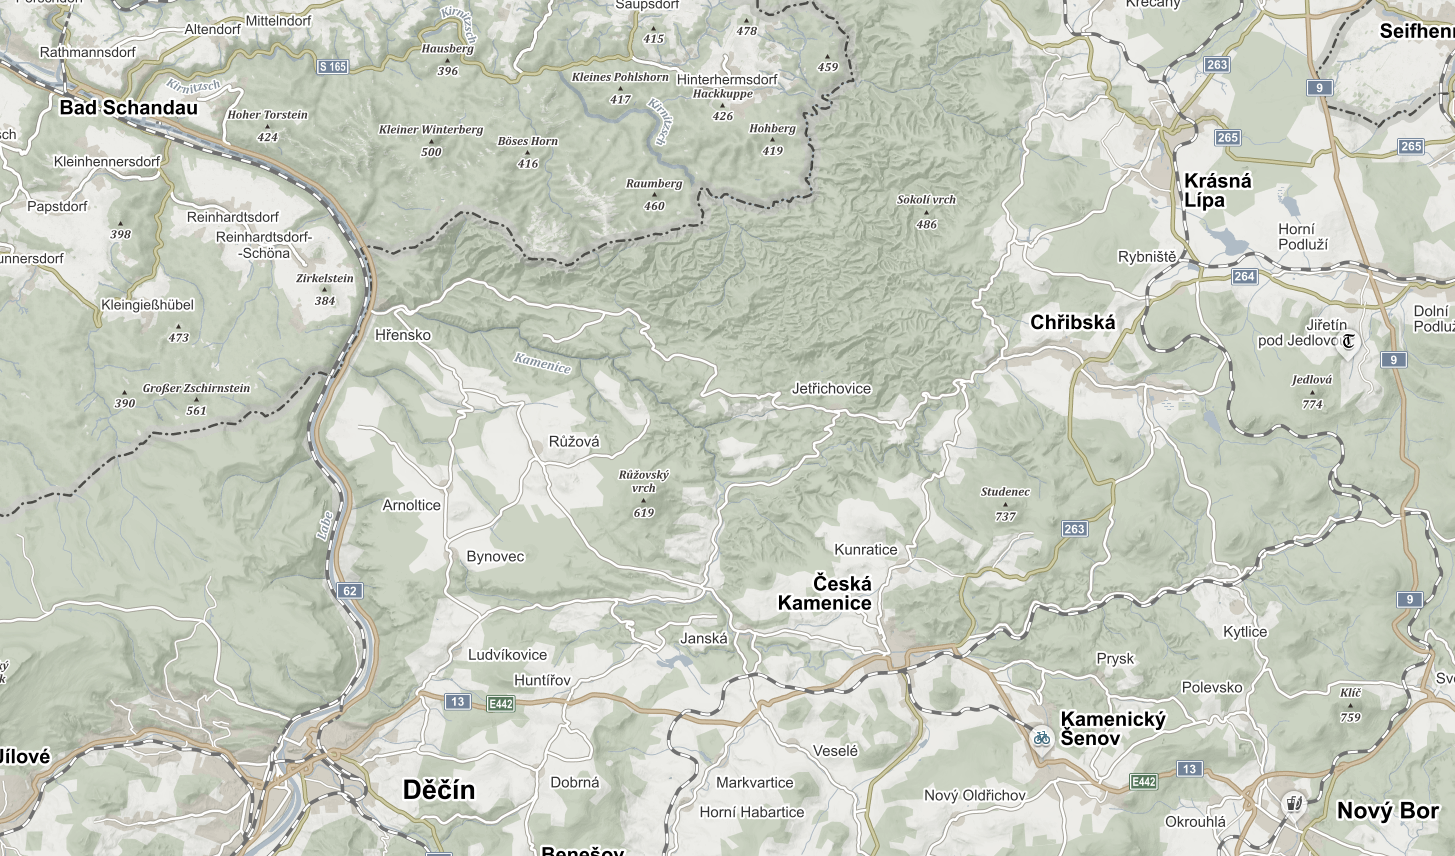 Saupsdorf
Krečany
Mittelndorf
Altendorf
Kirnitzsch
415
478
Seifhen
Rathmannsdorf
Hausberg
396
S 165
459
263
9
Kirnitzsch
Kleines Pohlshorn
417
Hinterhermsdorf
Hackkuppe
426
Bad Schandau
Hoher Torstein
424
Kleiner Winterberg
500
Böses Horn
416
Kirnitzsch
Hohberg
419
265
265
Kleinhennersdorf
Raumberg
460
Krásná
Lípa
Papstdorf
Reinhardtsdorf
398
Reinhardtsdorf-
-Schöna
Sokolí vrch
486
Horní
Podluží
unnersdorf
Rybniště
264
Zirkelstein
384
Kleingießhübel
473
Hřensko
Chřibská
Jiřetín
pod Jedlovo
Dolní
Podluž
9
Kamenice
Großer Zschirnstein
561
390
Jetřichovice
Jedlová
774
Růžová
Růžovský
vrch
619
Arnoltice
Studenec
737
Labe
263
Bynovec
Kunratice
62
Česká
Kamenice
9
Janská
Kytlice
Ludvíkovice
Prysk
Huntířov
Polevsko
13
E442
Klíč
759
Kamenický
Šenov
Jílové
Veselé
Děčín
Dobrná
Markvartice
E442
13
Nový Oldřichov
Horní Habartice
Okrouhlá
Nový Bor
Benešov